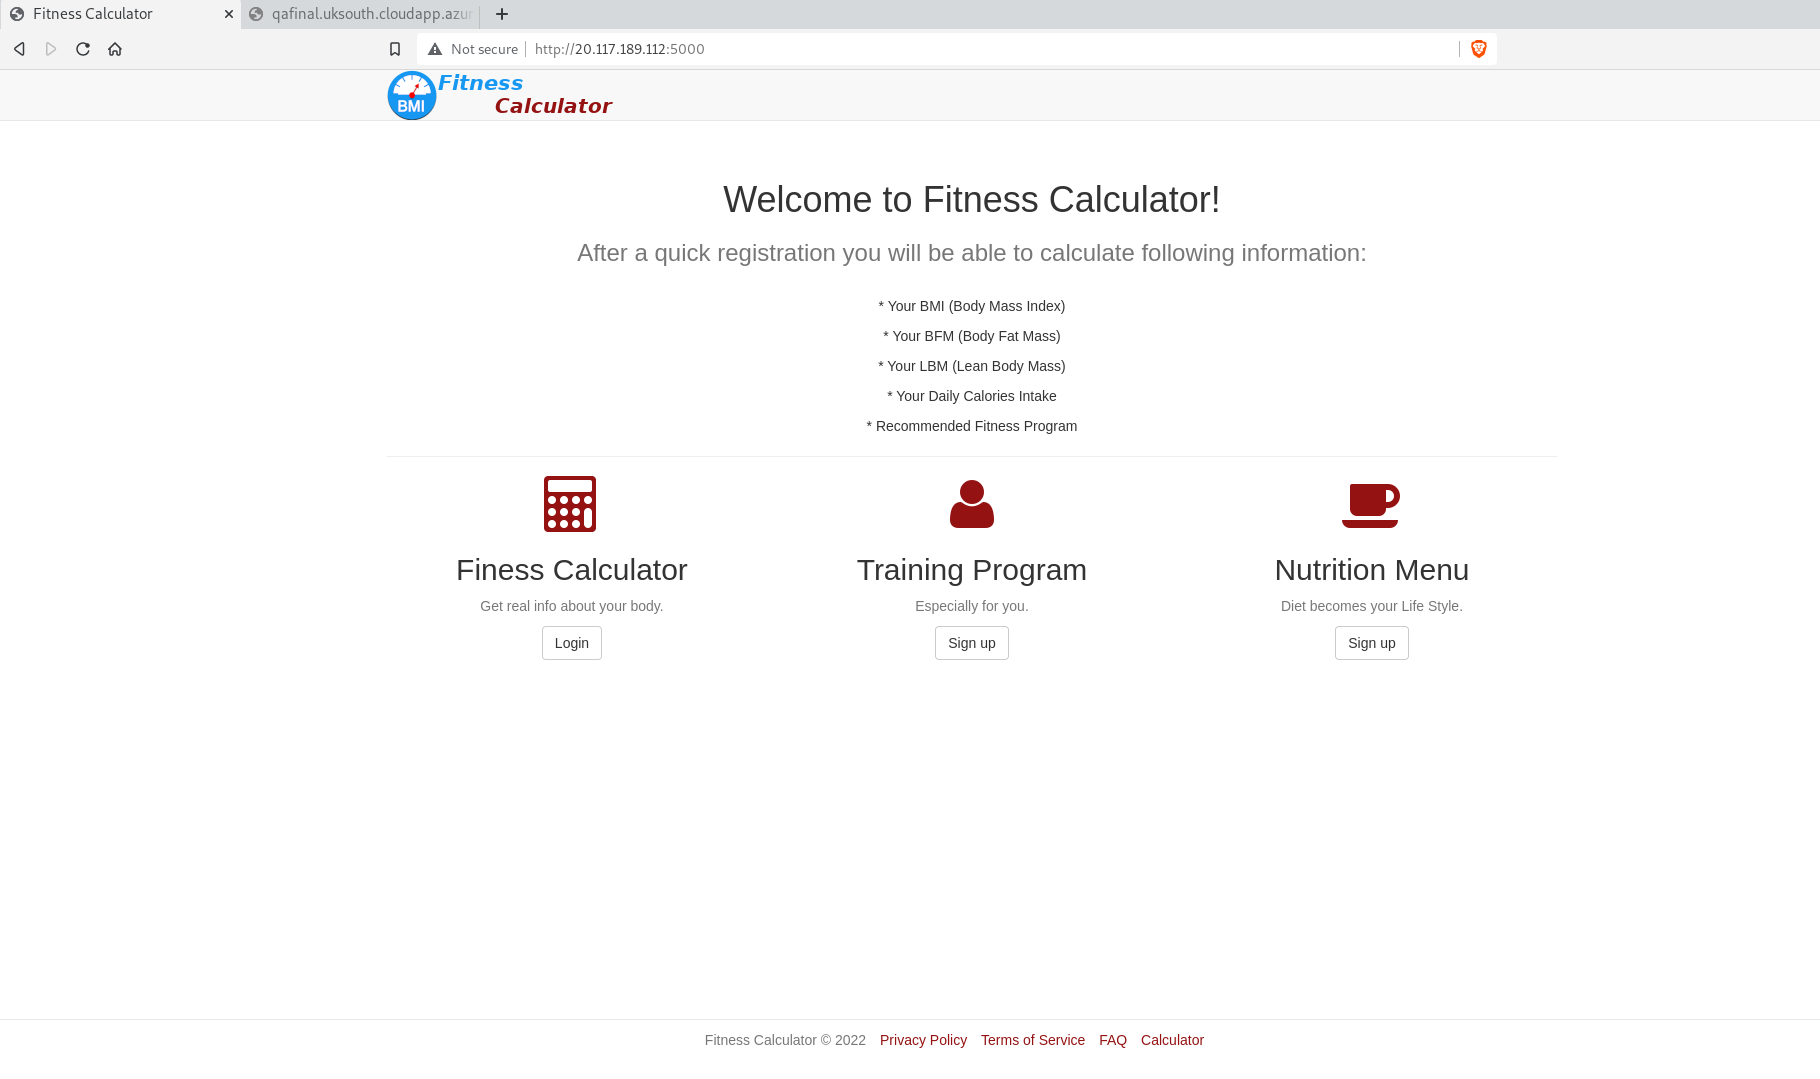 Fitness Calculator
qafinal.uksouth.cloudapp.azur
Not secure
http://20.117.189.112:5000
BMI
Fitness
Calculator
Welcome to Fitness Calculator!
After a quick registration you will be able to calculate following information:
* Your BMI (Body Mass Index)
* Your BFM (Body Fat Mass)
* Your LBM (Lean Body Mass)
* Your Daily Calories Intake
* Recommended Fitness Program
Finess Calculator
Get real info about your body.
Login
Training Program
Especially for you.
Sign up
Nutrition Menu
Diet becomes your Life Style.
Sign up
Fitness Calculator © 2022 Privacy Policy Terms of Service FAQ Calculator